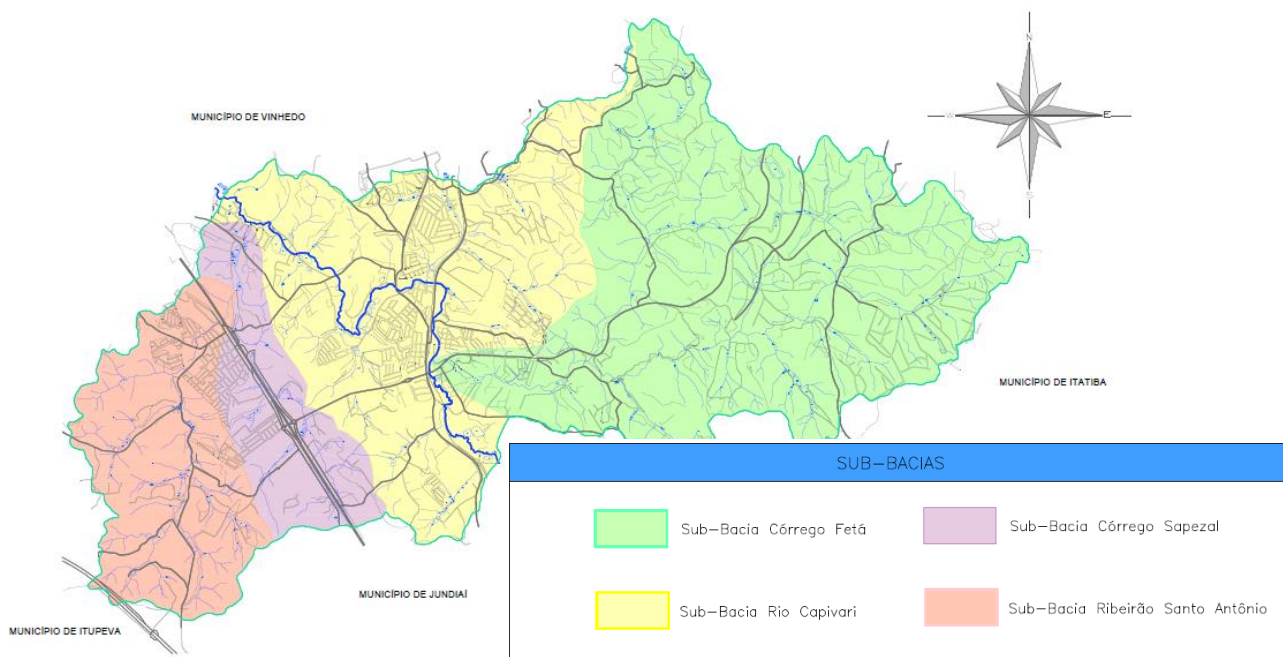 N
MUNICÍPIO DE VINHEDO
W
E
S
MUNICÍPIO DE ITATIBA
SUB-BACIAS
Sub-Bacia Córrego Fetá
Sub-Bacia Córrego Sapezal
MUNICÍPIO DE JUNDIAÍ
Sub-Bacia Rio Capivari
Sub-Bacia Ribeirão Santo Antônio
MUNICÍPIO DE ITUPEVA